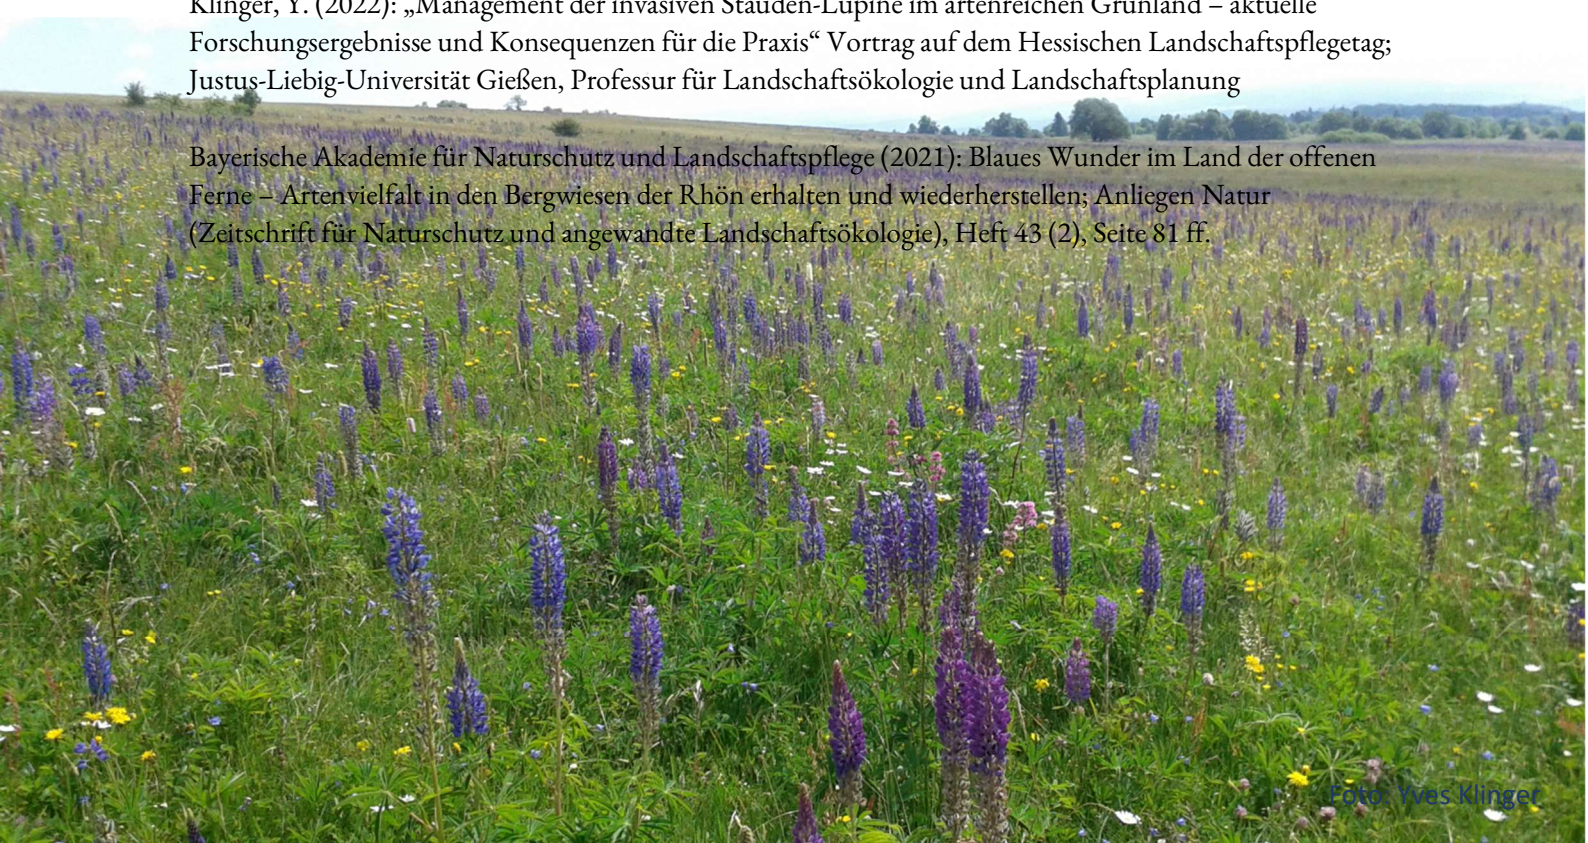 Klinger, Y. (2022): „Management der invasiven Stauden-Lupine im artenreichen Grünland – aktuelle
Forschungsergebnisse und Konsequenzen für die Praxis“ Vortrag auf dem Hessischen Landschaftspflegetag;
Justus-Liebig-Universität Gießen, Professur für Landschaftsökologie und Landschaftsplanung
Bayerische Akademie für Naturschutz und Landschaftspflege (2021): Blaues Wunder im Land der offenen
Ferne – Artenvielfalt in den Bergwiesen der Rhön erhalten und wiederherstellen; Anliegen Natur
(Zeitschrift für Naturschutz und angewandte Landschaftsökologie), Heft 43 (2), Seite 81 ff.
Foto: Yves Klinger